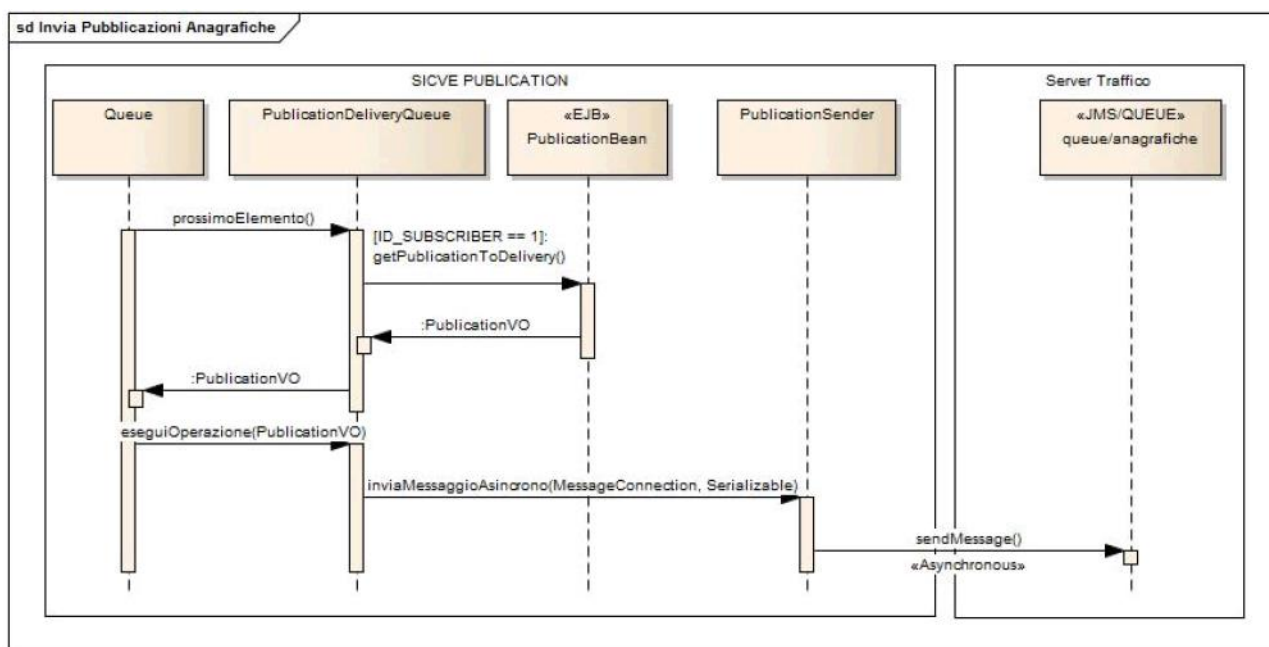 sd Invia Pubblicazioni Anagrafiche
SICVE PUBLICATION
Server Traffico
Queue
PublicationDeliveryQueue
«EJB»
PublicationBean
PublicationSender
«JMS/QUEUE»
queue/anagrafiche
prossimoElemento()
[ID_SUBSCRIBER == 1]:
getPublicationToDelivery()
:PublicationVO
:PublicationVO
eseguiOperazione(PublicationVO)
inviaMessaggioAsincrono(MessageConnection, Serializable)
sendMessage()
«Asynchronous»